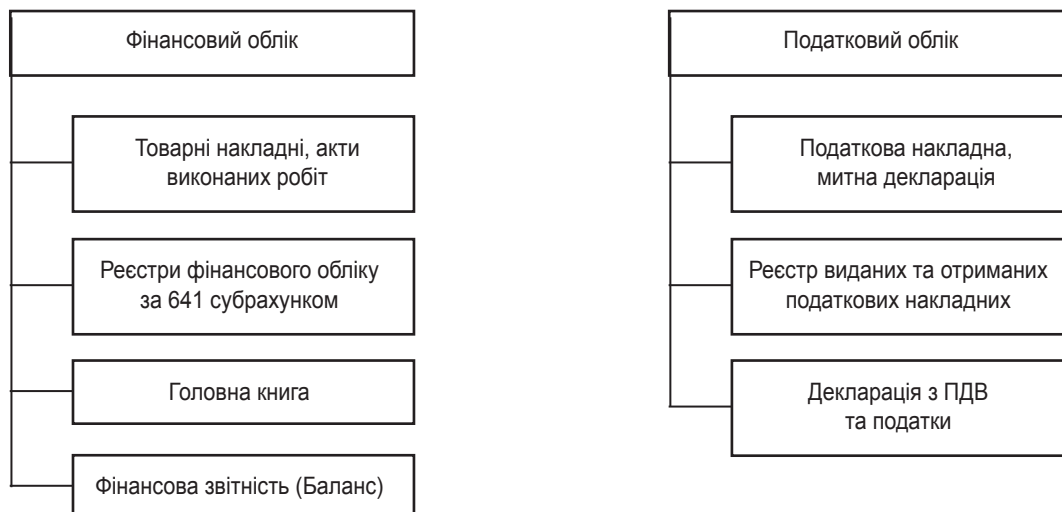 Фінансовий облік
Товарні накладні, акти
виконаних робіт
Реєстри фінансового обліку
за 641 субрахунком
Головна книга
Фінансова звітність (Баланс)
Податковий облік
Податкова накладна,
митна декларація
Реєстр виданих та отриманих
податкових накладних
Декларація з ПДВ
та податки